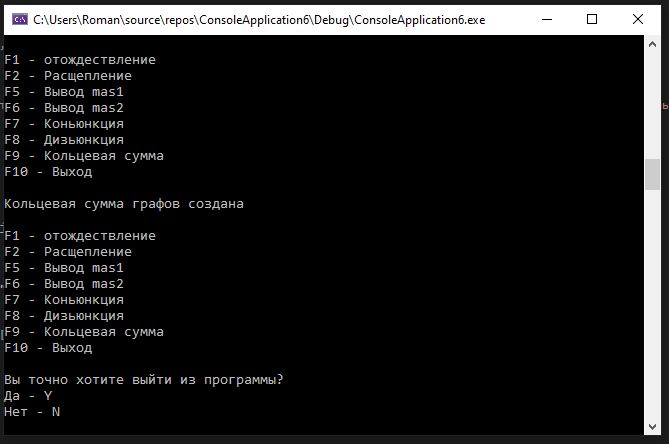 C:\Users\Roman\source\repos\ConsoleApplication6\Debug\ConsoleApplication6.exe
F1 - отождествление
F2 - Расщепление
F5 - Вывод mas1
F6 - Вывод mas2
F7 - Коньюнкция
F8 - Дизьюнкция
F9 - Кольцевая сумма
F10 - Выход
Кольцевая сумма графов создана
F1 - отождествление
F2 - Расщепление
F5 - Вывод mas1
F6 - Вывод mas2
F7 - Коньюнкция
F8 - Дизьюнкция
F9 - Кольцевая сумма
F10 - Выход
Вы точно хотите выйти из программы?
Да - Y
Нет - N